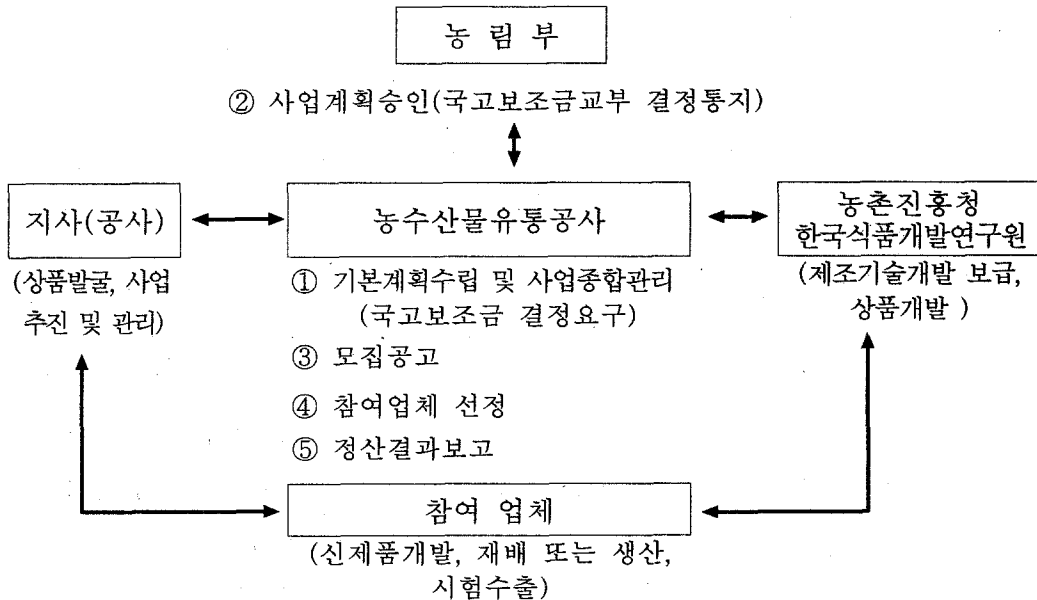 농 림 부
② 사업계획승인(국고보조금교부 결정통지)
지사(공사)
(상품발굴, 사업
추진 및 관리)
농수산물유통공사
① 기본계획수립 및 사업종합관리
(국고보조금 결정요구)
③ 모집공고
④ 참여업체 선정
⑤ 정산결과보고
농촌진흥청
한국식품개발연구원
(제조기술개발 보급,
상품개발 )
참여 업체
(신제품개발, 재배 또는 생산,
시험수출)